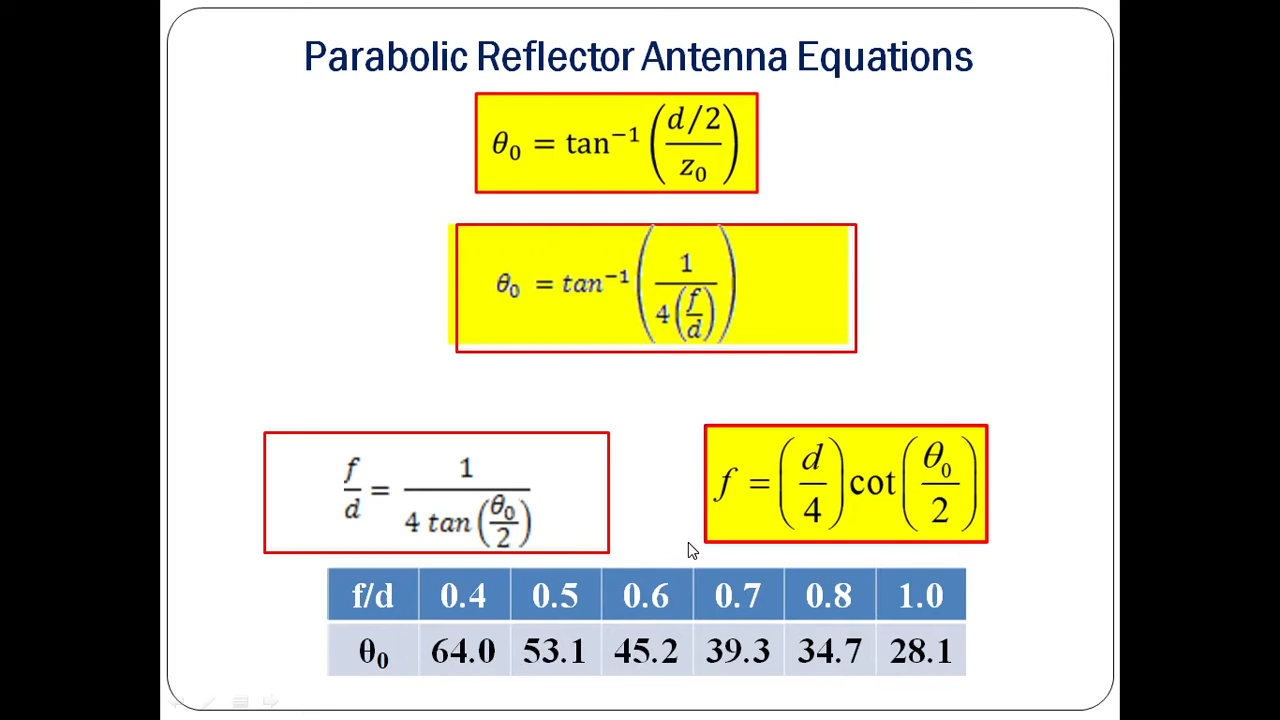 Parabolic Reflector Antenna Equations
θ₀ = tan⁻¹ ((d/2)/z₀)
θ₀ = tan⁻¹ (1/(4(f/d)))
f/d = 1/(4 tan(θ₀/2))
f = (d/4) cot(θ₀/2)
f/d 0.4 0.5 0.6 0.7 0.8 1.0
θ₀ 64.0 53.1 45.2 39.3 34.7 28.1